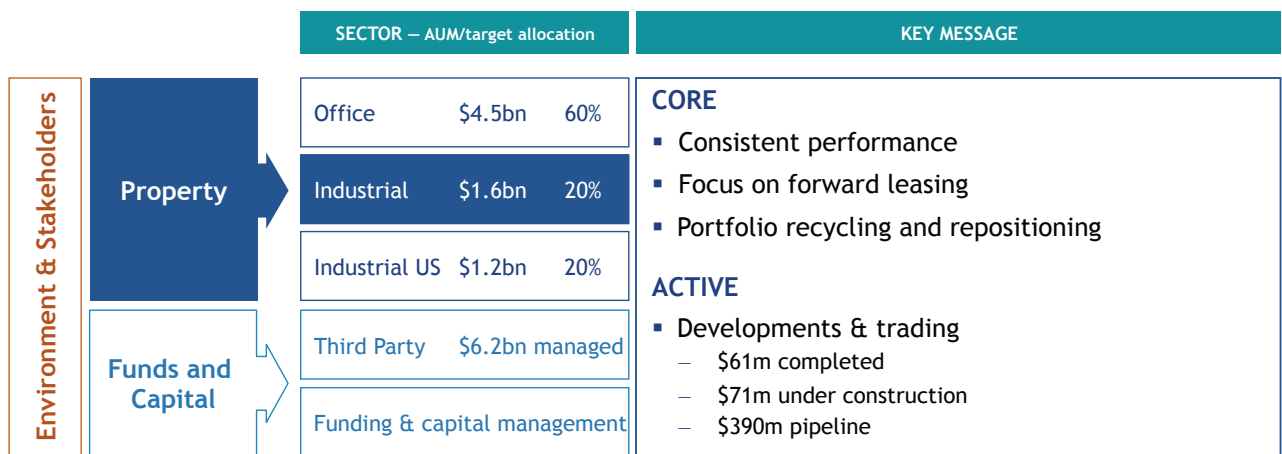 SECTOR — AUM/target allocation
KEY MESSAGE
Environment & Stakeholders
Property
Office $4.5bn 60%
Industrial $1.6bn 20%
Industrial US $1.2bn 20%
Funds and
Capital
Third Party $6.2bn managed
Funding & capital management
CORE
▪ Consistent performance
▪ Focus on forward leasing
▪ Portfolio recycling and repositioning
ACTIVE
▪ Developments & trading
– $61m completed
– $71m under construction
– $390m pipeline